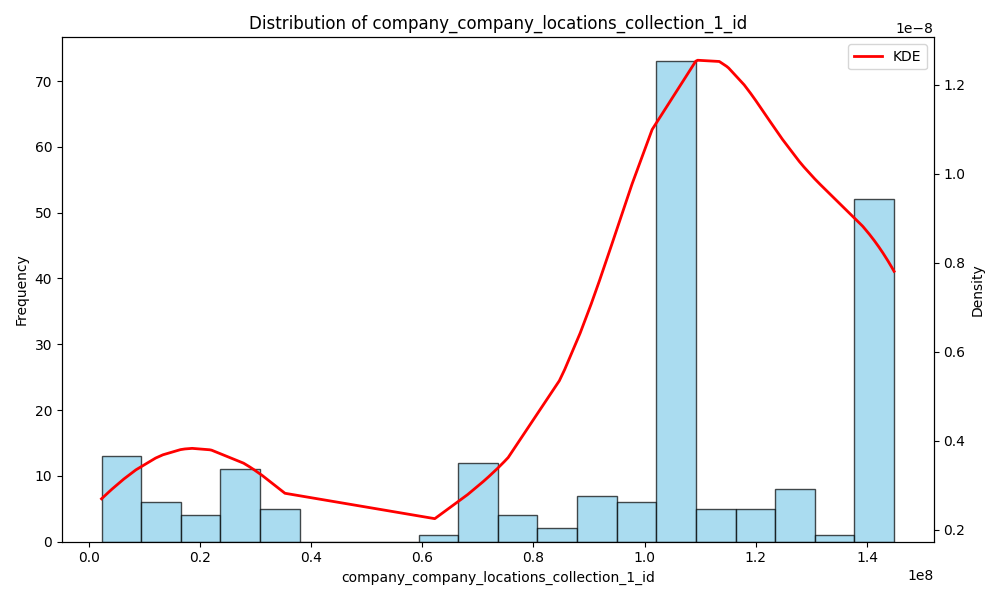 Distribution of company_company_locations_collection_1_id
1e−8
KDE
Frequency
70
60
50
40
30
20
10
0
1.2
1.0
0.8
0.6
0.4
0.2
Density
0.0 0.2 0.4 0.6 0.8 1.0 1.2 1.4
1e8
company_company_locations_collection_1_id